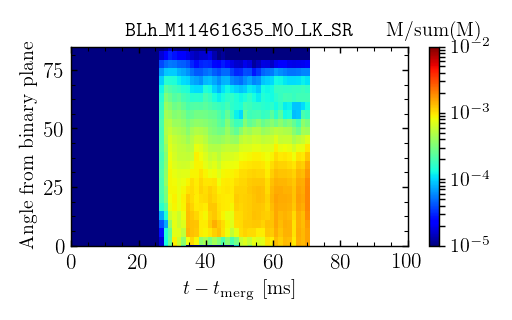 BLh_M11461635_M0_LK_SR
M/sum(M)
Angle from binary plane
75
50
25
0
0 20 40 60 80 100
t − t_merg [ms]
10^−2
10^−3
10^−4
10^−5